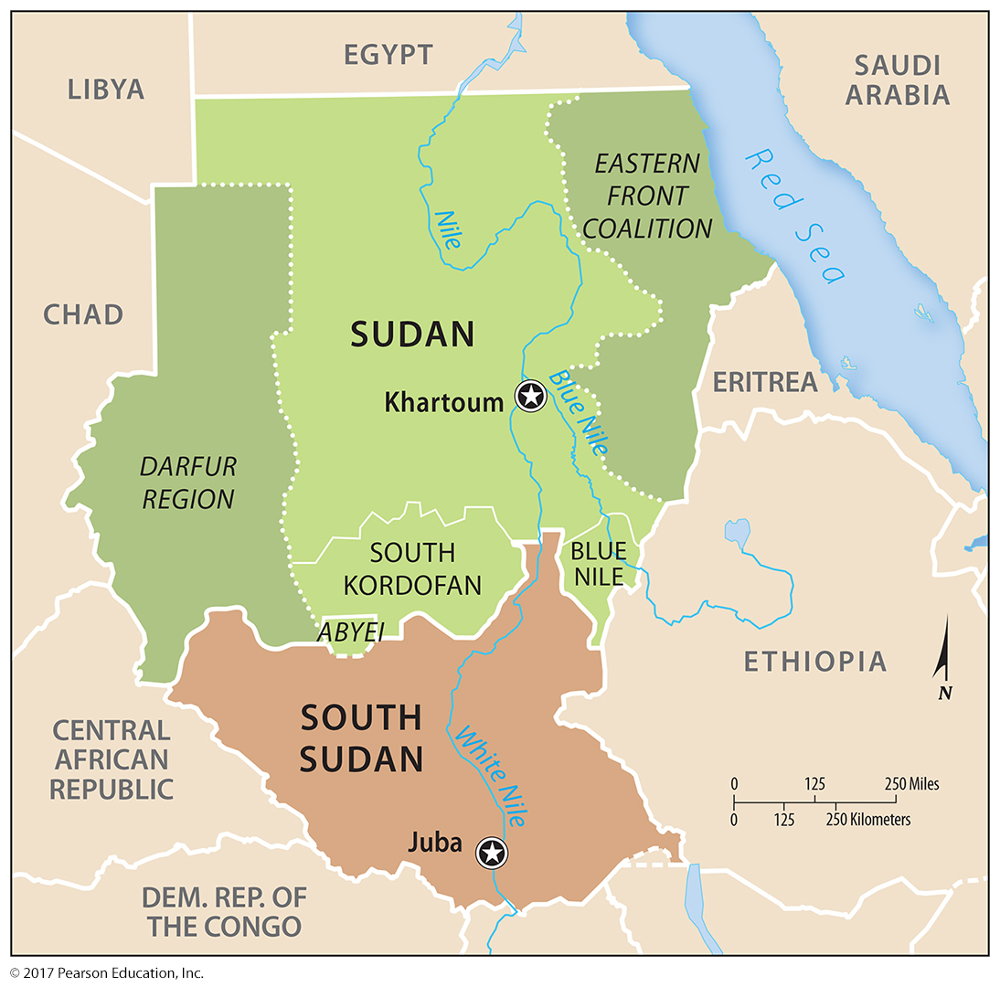 EGYPT
LIBYA
SAUDI
ARABIA
Red Sea
EASTERN
FRONT
COALITION
Nile
CHAD
SUDAN
ERITREA
Khartoum
Blue Nile
DARFUR
REGION
SOUTH
KORDOFAN
BLUE
NILE
ABYEI
ETHIOPIA
N
SOUTH
SUDAN
CENTRAL
AFRICAN
REPUBLIC
White Nile
0 125 250 Miles
0 125 250 Kilometers
Juba
DEM. REP. OF
THE CONGO
© 2017 Pearson Education, Inc.